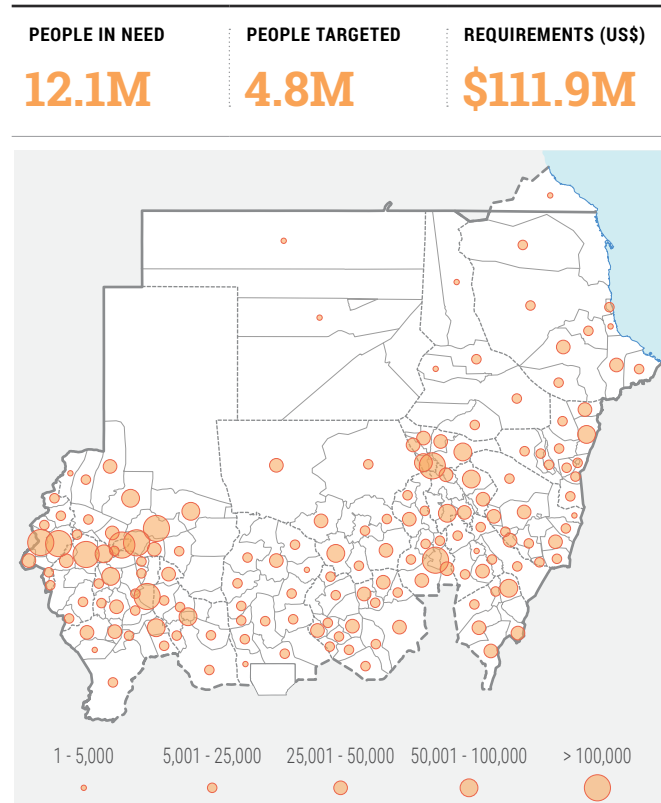 PEOPLE IN NEED PEOPLE TARGETED REQUIREMENTS (US$)
12.1M 4.8M $111.9M
1 - 5,000 5,001 - 25,000 25,001 - 50,000 50,001 - 100,000 > 100,000